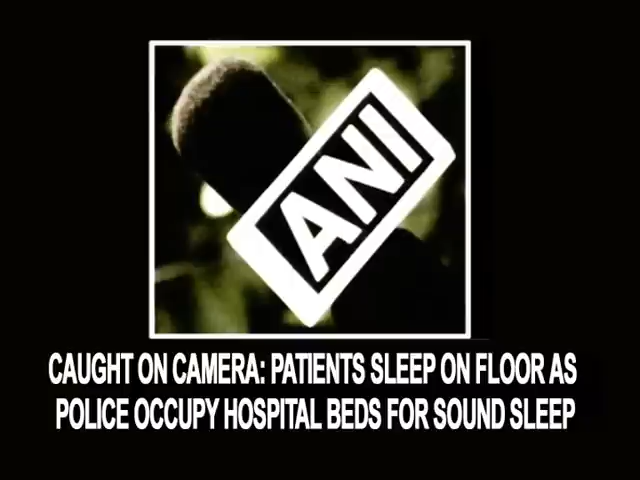 ANI
CAUGHT ON CAMERA: PATIENTS SLEEP ON FLOOR AS
POLICE OCCUPY HOSPITAL BEDS FOR SOUND SLEEP